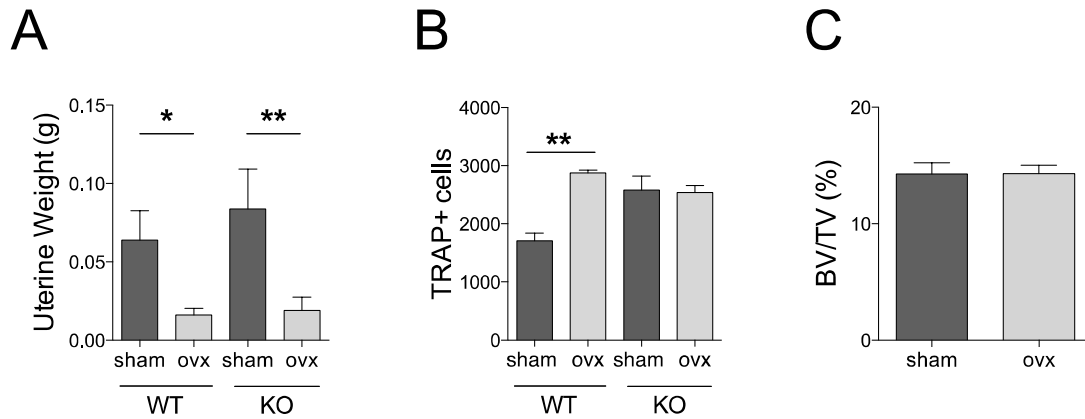 A
B
C
Uterine Weight (g)
0.15
0.10
0.05
0.00
*
**
sham
ovx
sham
ovx
WT
KO
TRAP+ cells
4000
3000
2000
1000
0
**
sham
ovx
sham
ovx
WT
KO
BV/TV (%)
20
10
0
sham
ovx